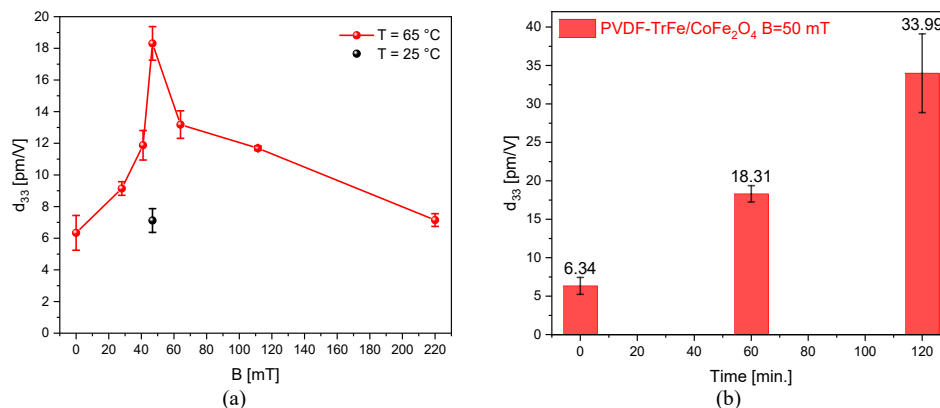 20
18
16
14
12
10
8
6
4
2
0
d₃₃ [pm/V]
T = 65 °C
T = 25 °C
0 20 40 60 80 100 120 140 160 180 200 220
B [mT]
(a)
40
35
30
25
20
15
10
5
0
d₃₃ [pm/V]
PVDF-TrFe/CoFe₂O₄ B=50 mT
33.99
18.31
6.34
0 20 40 60 80 100 120
Time [min.]
(b)